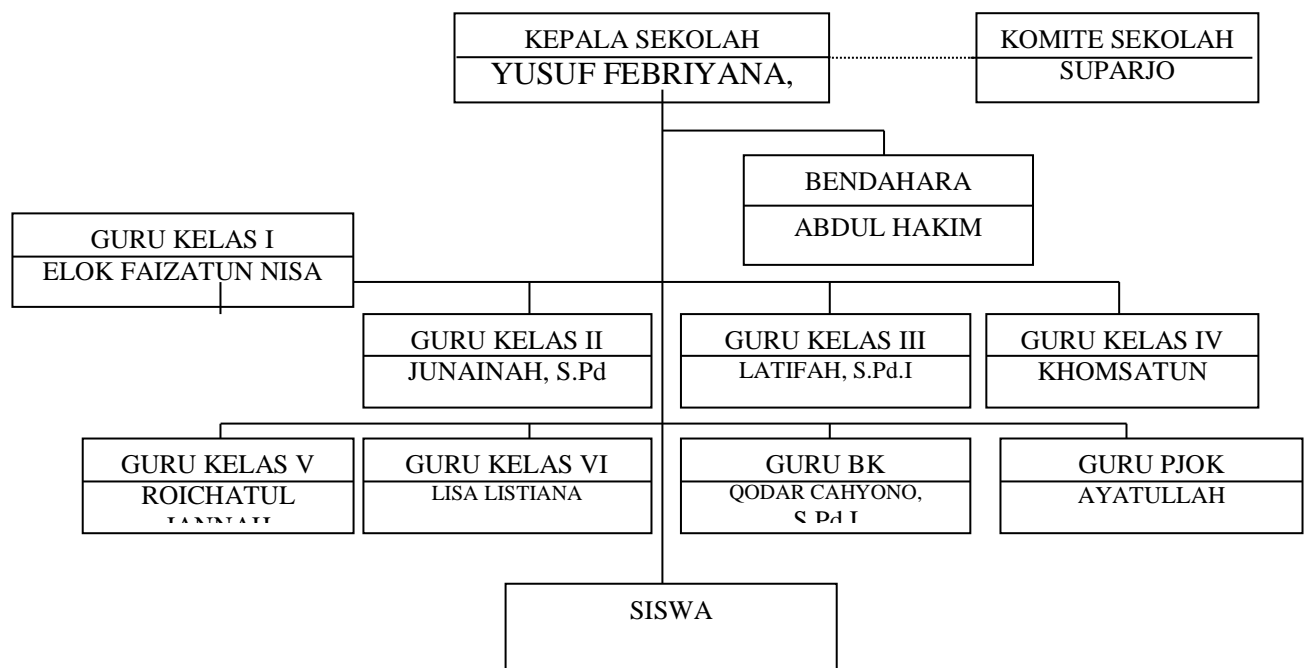 KEPALA SEKOLAH
YUSUF FEBRIYANA,
KOMITE SEKOLAH
SUPARJO
BENDAHARA
ABDUL HAKIM
GURU KELAS I
ELOK FAIZATUN NISA
GURU KELAS II
JUNAINAH, S.Pd
GURU KELAS III
LATIFAH, S.Pd.I
GURU KELAS IV
KHOMSATUN
GURU KELAS V
ROICHATUL
JANNAH
GURU KELAS VI
LISA LISTIANA
GURU BK
QODAR CAHYONO,
S.Pd.I
GURU PJOK
AYATULLAH
SISWA